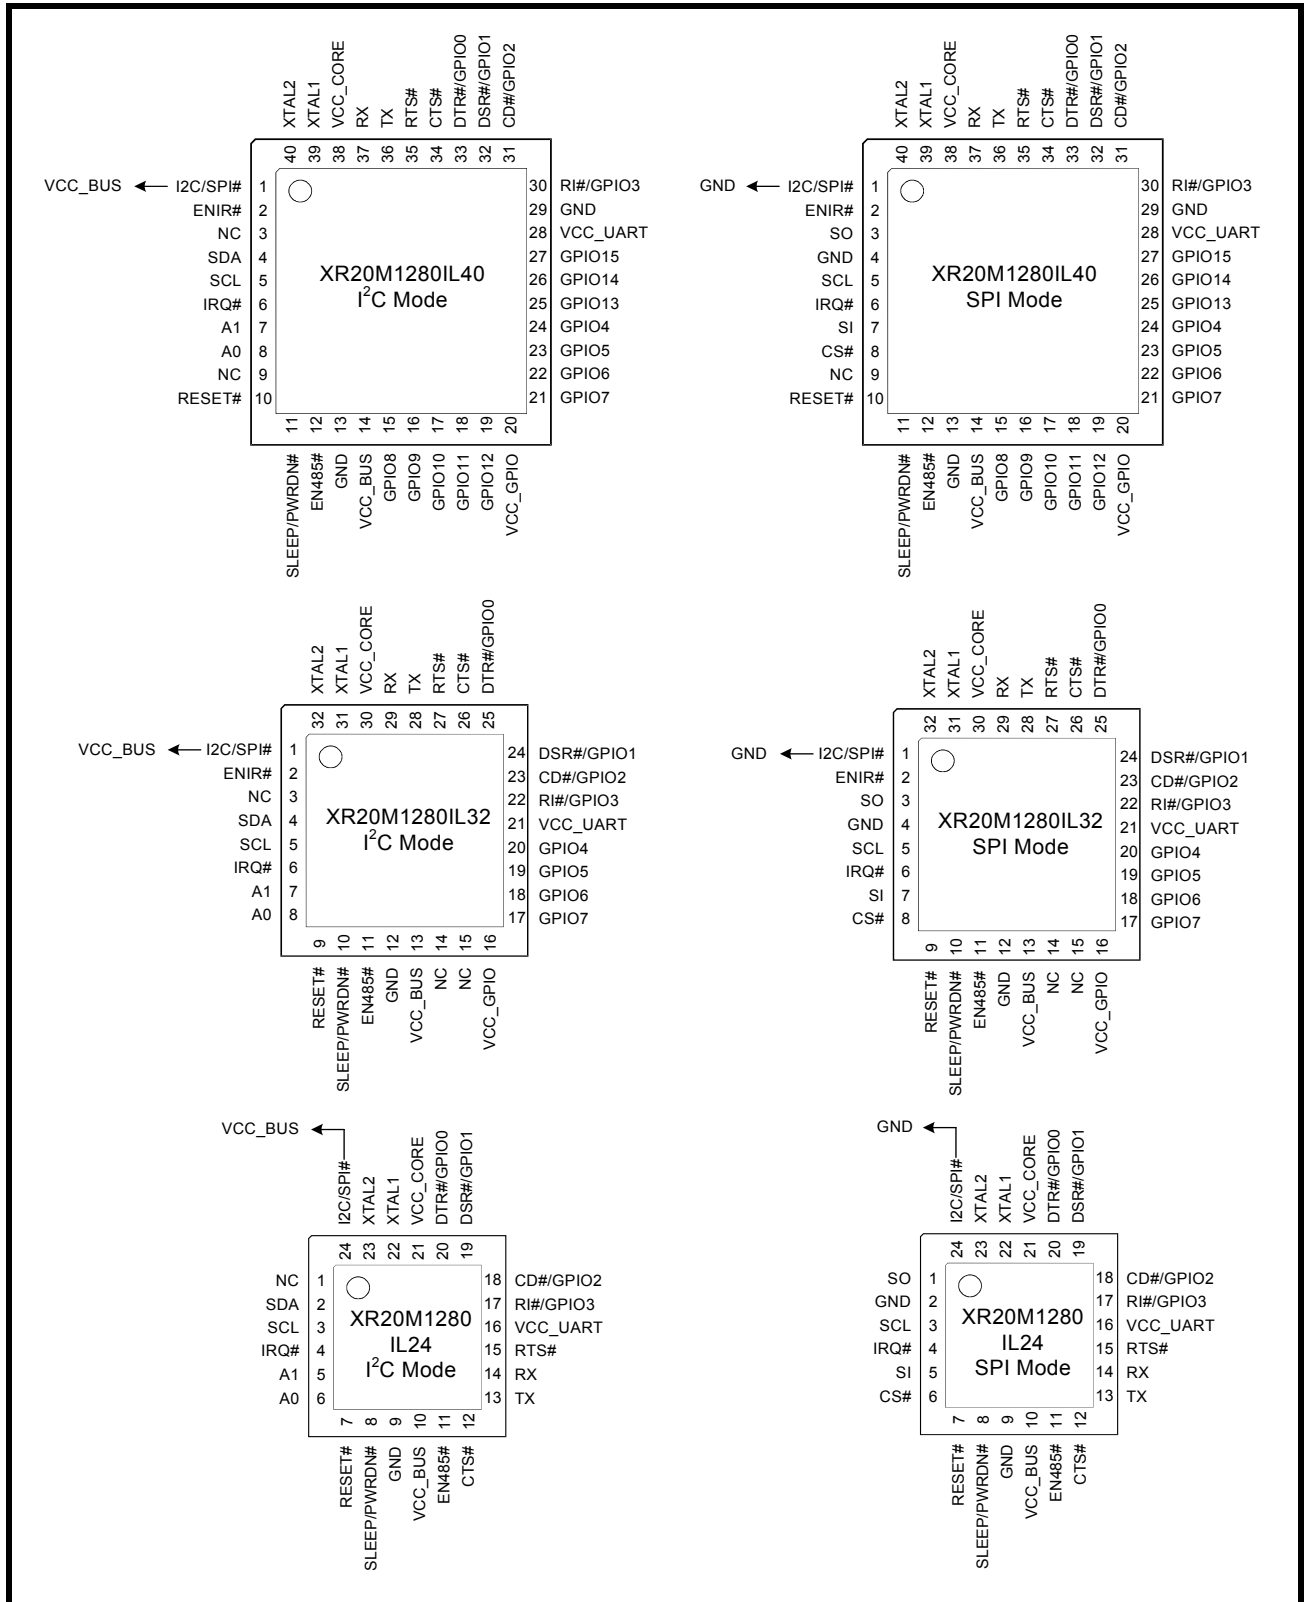 XTAL2
XTAL1
VCC_CORE
RX
TX
RTS#
CTS#
DTR#/GPIO0
DSR#/GPIO1
CD#/GPIO2
40 39 38 37 36 35 34 33 32 31
VCC_BUS I2C/SPI# 1
ENIR# 2
NC 3
SDA 4
SCL 5
IRQ# 6
A1 7
A0 8
NC 9
RESET# 10
XR20M1280IL40
I2C Mode
30 RI#/GPIO3
29 GND
28 VCC_UART
27 GPIO15
26 GPIO14
25 GPIO13
24 GPIO4
23 GPIO5
22 GPIO6
21 GPIO7
11 12 13 14 15 16 17 18 19 20
SLEEP/PWRDN#
EN485#
GND
VCC_BUS
GPIO8
GPIO9
GPIO10
GPIO11
GPIO12
VCC_GPIO
XTAL2
XTAL1
VCC_CORE
RX
TX
RTS#
CTS#
DTR#/GPIO0
DSR#/GPIO1
CD#/GPIO2
40 39 38 37 36 35 34 33 32 31
GND I2C/SPI# 1
ENIR# 2
SO 3
GND 4
SCL 5
IRQ# 6
SI 7
CS# 8
NC 9
RESET# 10
XR20M1280IL40
SPI Mode
30 RI#/GPIO3
29 GND
28 VCC_UART
27 GPIO15
26 GPIO14
25 GPIO13
24 GPIO4
23 GPIO5
22 GPIO6
21 GPIO7
11 12 13 14 15 16 17 18 19 20
SLEEP/PWRDN#
EN485#
GND
VCC_BUS
GPIO8
GPIO9
GPIO10
GPIO11
GPIO12
VCC_GPIO
XTAL2
XTAL1
VCC_CORE
RX
TX
RTS#
CTS#
DTR#/GPIO0
32 31 30 29 28 27 26 25
VCC_BUS I2C/SPI# 1
ENIR# 2
NC 3
SDA 4
SCL 5
IRQ# 6
A1 7
A0 8
XR20M1280IL32
I2C Mode
24 DSR#/GPIO1
23 CD#/GPIO2
22 RI#/GPIO3
21 VCC_UART
20 GPIO4
19 GPIO5
18 GPIO6
17 GPIO7
9 10 11 12 13 14 15 16
RESET#
SLEEP/PWRDN#
EN485#
GND
VCC_BUS
NC
NC
VCC_GPIO
XTAL2
XTAL1
VCC_CORE
RX
TX
RTS#
CTS#
DTR#/GPIO0
32 31 30 29 28 27 26 25
GND I2C/SPI# 1
ENIR# 2
SO 3
GND 4
SCL 5
IRQ# 6
SI 7
CS# 8
XR20M1280IL32
SPI Mode
24 DSR#/GPIO1
23 CD#/GPIO2
22 RI#/GPIO3
21 VCC_UART
20 GPIO4
19 GPIO5
18 GPIO6
17 GPIO7
9 10 11 12 13 14 15 16
RESET#
SLEEP/PWRDN#
EN485#
GND
VCC_BUS
NC
NC
VCC_GPIO
VCC_BUS
I2C/SPI#
XTAL2
XTAL1
VCC_CORE
DTR#/GPIO0
DSR#/GPIO1
24 23 22 21 20 19
NC 1
SDA 2
SCL 3
IRQ# 4
A1 5
A0 6
XR20M1280
IL24
I2C Mode
18 CD#/GPIO2
17 RI#/GPIO3
16 VCC_UART
15 RTS#
14 RX
13 TX
7 8 9 10 11 12
RESET#
SLEEP/PWRDN#
GND
VCC_BUS
EN485#
CTS#
GND
I2C/SPI#
XTAL2
XTAL1
VCC_CORE
DTR#/GPIO0
DSR#/GPIO1
24 23 22 21 20 19
SO 1
GND 2
SCL 3
IRQ# 4
SI 5
CS# 6
XR20M1280
IL24
SPI Mode
18 CD#/GPIO2
17 RI#/GPIO3
16 VCC_UART
15 RTS#
14 RX
13 TX
7 8 9 10 11 12
RESET#
SLEEP/PWRDN#
GND
VCC_BUS
EN485#
CTS#